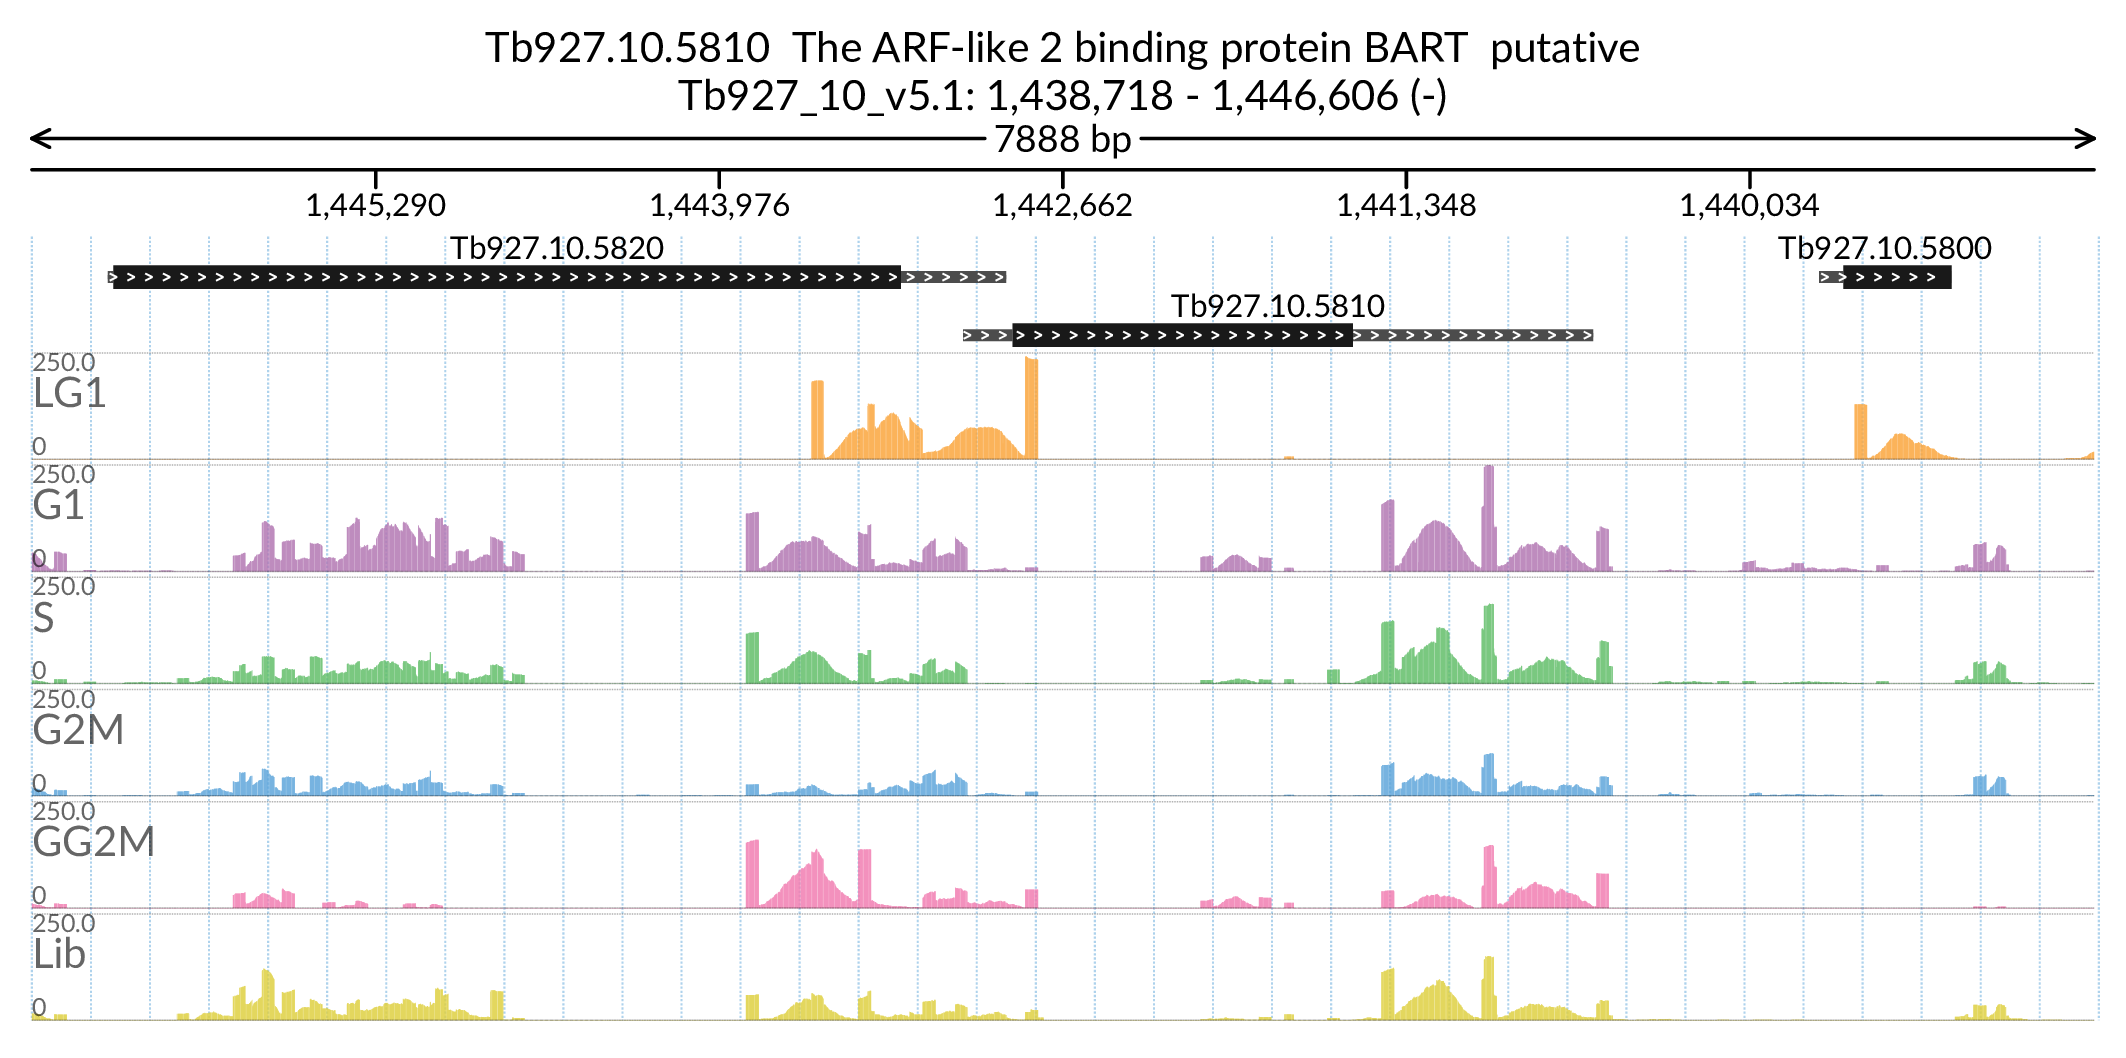 Tb927.10.5810  The ARF-like 2 binding protein BART  putative
Tb927_10_v5.1: 1,438,718 - 1,446,606 (-)
7888 bp
1,445,290 1,443,976 1,442,662 1,441,348 1,440,034
Tb927.10.5820 Tb927.10.5800
Tb927.10.5810
250.0
LG1
0
250.0
G1
0
250.0
S
0
250.0
G2M
0
250.0
GG2M
0
250.0
Lib
0